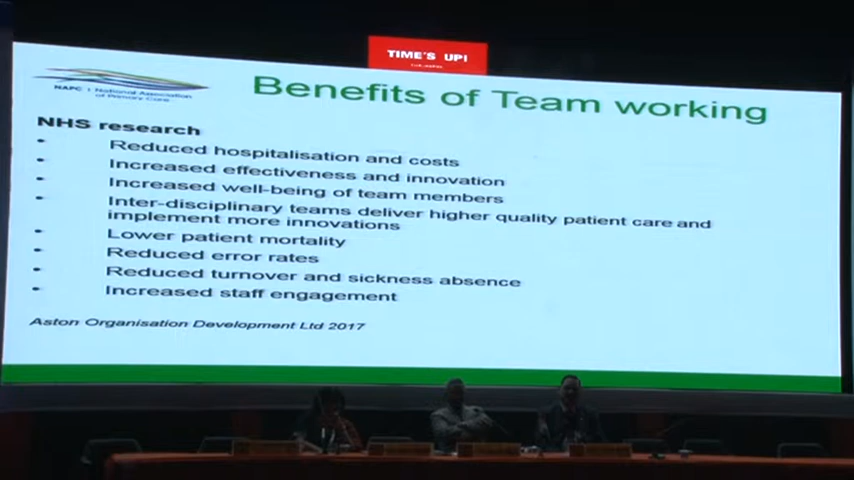 TIME'S UP!
NAPC | National Association
of Primary Care
Benefits of Team working
NHS research
• Reduced hospitalisation and costs
• Increased effectiveness and innovation
• Increased well-being of team members
• Inter-disciplinary teams deliver higher quality patient care and
implement more innovations
• Lower patient mortality
• Reduced error rates
• Reduced turnover and sickness absence
• Increased staff engagement
Aston Organisation Development Ltd 2017